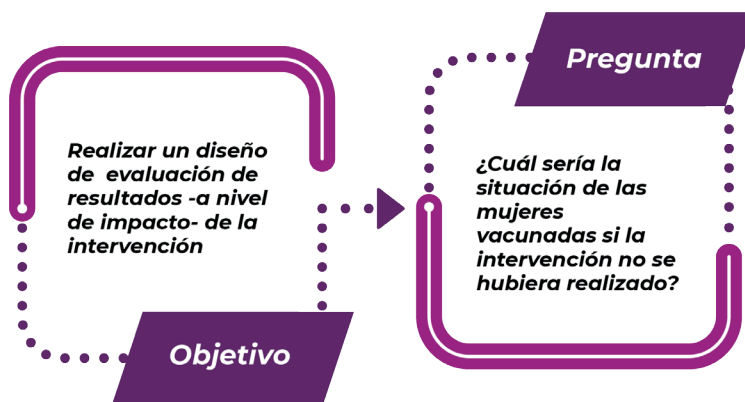 Realizar un diseño
de evaluación de
resultados -a nivel
de impacto- de la
intervención
Objetivo
Pregunta
¿Cuál sería la
situación de las
mujeres
vacunadas si la
intervención no se
hubiera realizado?